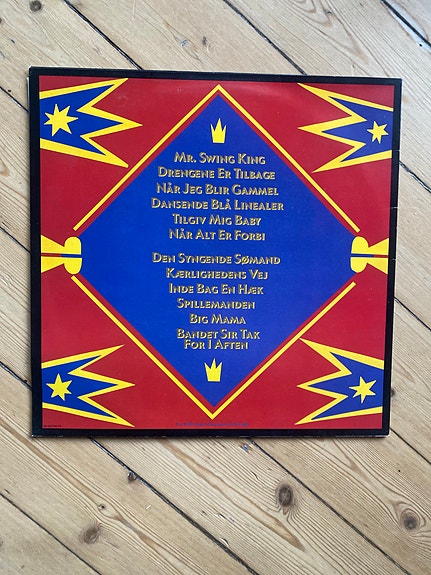 Mr. Swing King
Drengene Er Tilbage
Når Jeg Blir Gammel
Dansende Blå Linealer
Tilgiv Mig Baby
Når Alt Er Forbi
Den Syngende Sømand
Kærlighedens Vej
Inde Bag En Hæk
Spillemanden
Big Mama
Bandet Sir Tak
For I Aften